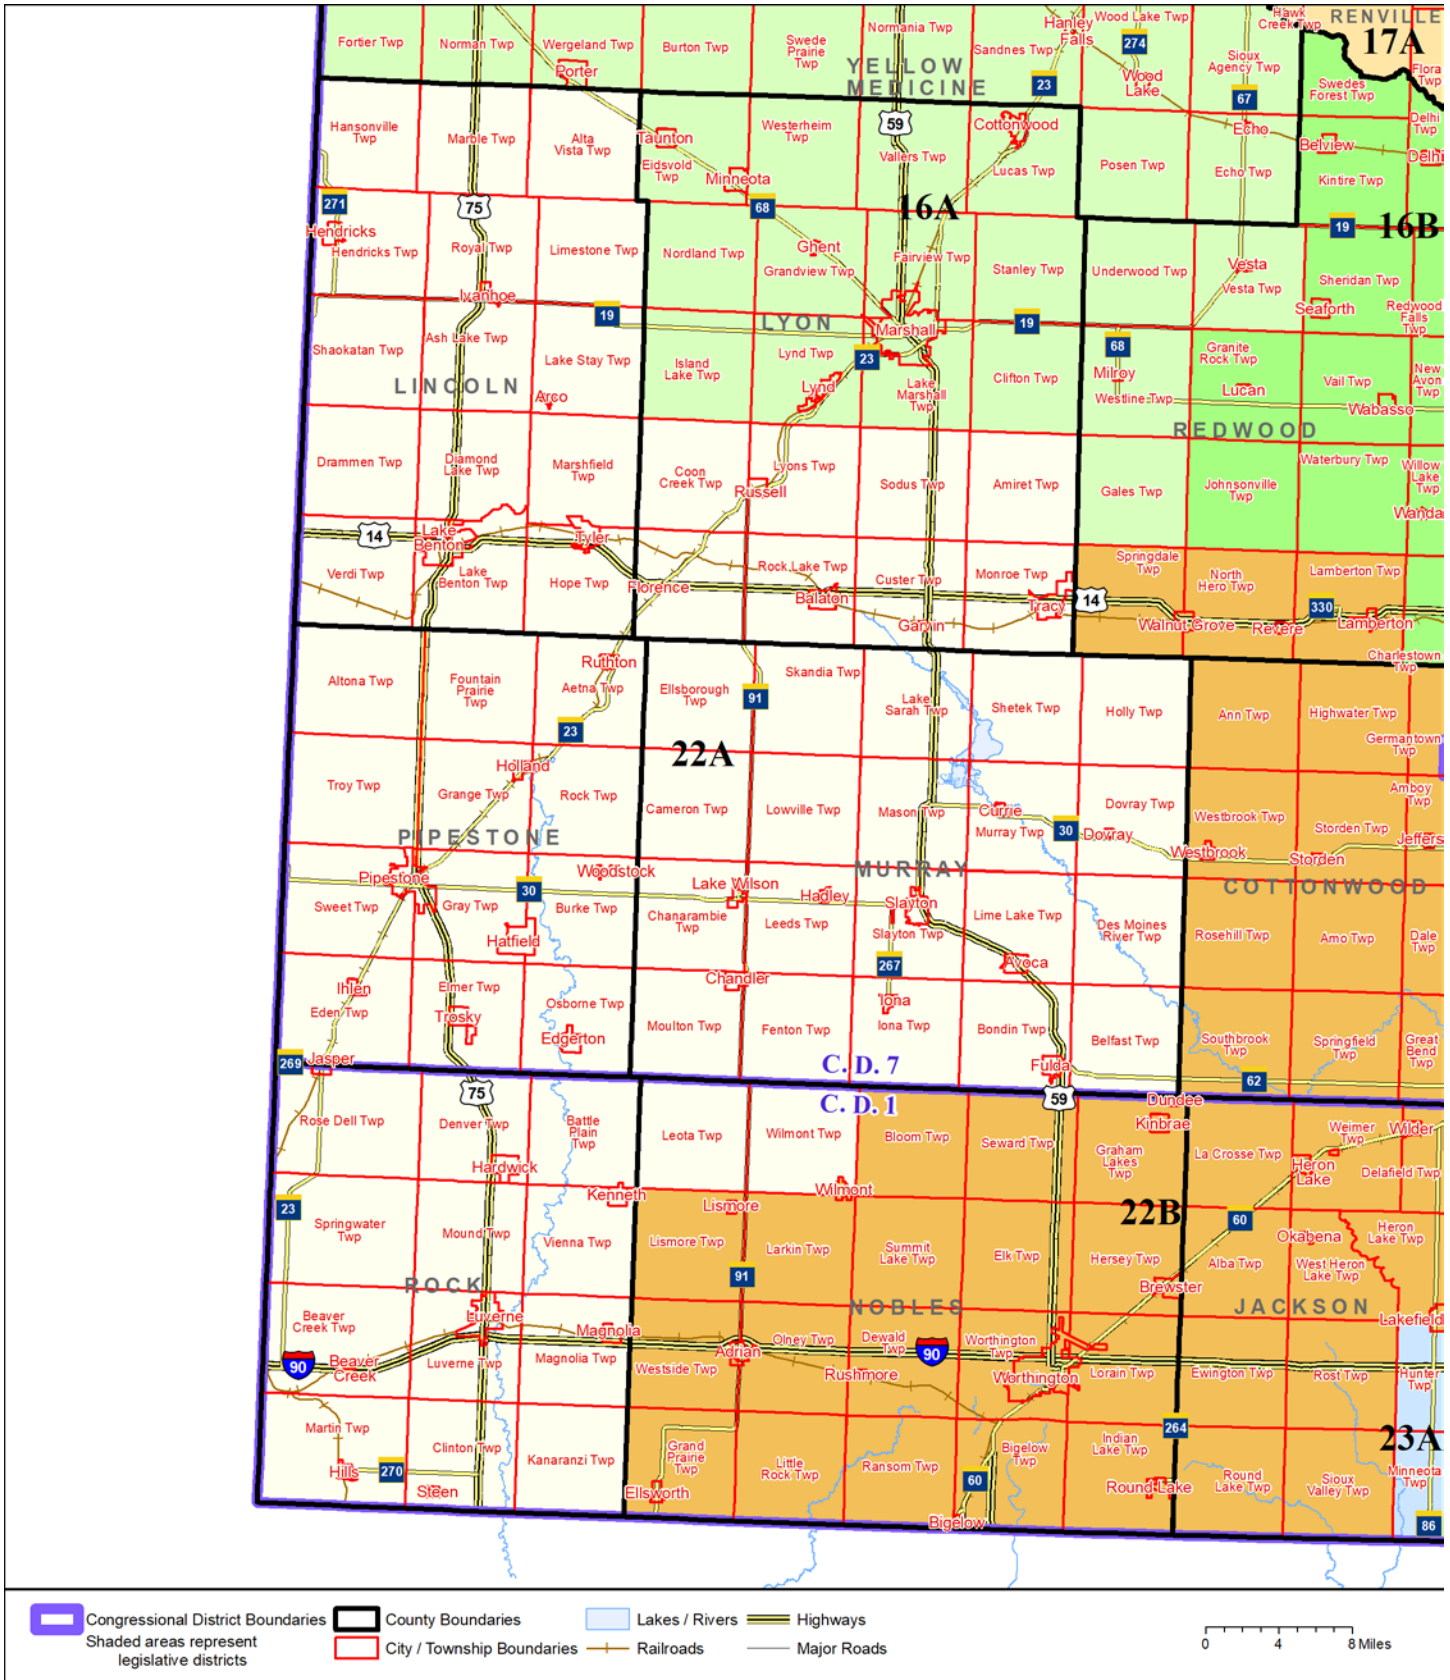 Hawk
Creek Twp
RENVILLE
17A
Flora
Twp
Fortier Twp
Norman Twp
Wergeland Twp
Burton Twp
Swede
Prairie
Twp
Normania Twp
Sandnes Twp
Hanley
Falls
Wood Lake Twp
274
Sioux
Agency Twp
Porter
YELLOW
MEDICINE
23
Wood
Lake
67
Swedes
Forest Twp
Hansonville
Twp
Marble Twp
Alta
Vista Twp
Taunton
Eidsvold
Twp
Minneota
Westerheim
Twp
59
Vallers Twp
Cottonwood
Lucas Twp
Posen Twp
Echo
Echo Twp
Belview
Delhi
Twp
Delhi
Kintire Twp
271
Hendricks
Hendricks Twp
75
Royal Twp
Limestone Twp
68
16A
19
16B
Nordland Twp
Ghent
Grandview Twp
Fairview Twp
Stanley Twp
Underwood Twp
Vesta
Vesta Twp
Sheridan Twp
Ivanhoe
19
LYON
Marshall
19
Seaforth
Redwood
Falls
Twp
Shaokatan Twp
Ash Lake Twp
Lake Stay Twp
Island
Lake Twp
Lynd Twp
23
68
Granite
Rock Twp
LINCOLN
Arco
Lynd
Lake
Marshall
Twp
Clifton Twp
Milroy
Westline Twp
Lucan
Vail Twp
New
Avon
Twp
Wabasso
REDWOOD
Drammen Twp
Diamond
Lake Twp
Marshfield
Twp
Coon
Creek Twp
Lyons Twp
Russell
Sodus Twp
Amiret Twp
Gales Twp
Johnsonville
Twp
Waterbury Twp
Willow
Lake
Twp
Wanda
14
Lake
Benton
Tyler
Verdi Twp
Lake
Benton Twp
Hope Twp
Florence
Rock Lake Twp
Balaton
Custer Twp
Garvin
Monroe Twp
Tracy
14
Springdale
Twp
North
Hero Twp
Lamberton Twp
330
Walnut Grove
Revere
Lamberton
Charlestown
Twp
Altona Twp
Fountain
Prairie
Twp
Ruthton
Aetna Twp
Ellsborough
Twp
91
Skandia Twp
Lake
Sarah Twp
Shetek Twp
Holly Twp
Ann Twp
Highwater Twp
Germantown
Twp
23
22A
Troy Twp
Holland
Grange Twp
Rock Twp
Cameron Twp
Lowville Twp
Mason Twp
Currie
Murray Twp
30
Dovray Twp
Dovray
Westbrook Twp
Amboy
Twp
Storden Twp
Jeffers
PIPESTONE
MURRAY
Westbrook
Storden
Pipestone
30
Woodstock
Lake Wilson
Hadley
Slayton
COTTONWOOD
Sweet Twp
Gray Twp
Burke Twp
Chanarambie
Twp
Leeds Twp
Slayton Twp
Lime Lake Twp
Des Moines
River Twp
Rosehill Twp
Amo Twp
Dale
Twp
Hatfield
267
Avoca
Ihlen
Eden Twp
Elmer Twp
Trosky
Osborne Twp
Edgerton
Chandler
Moulton Twp
Fenton Twp
Iona
Iona Twp
Bondin Twp
Belfast Twp
Southbrook
Twp
Springfield
Twp
Great
Bend
Twp
269
Jasper
C. D. 7
C. D. 1
Fulda
62
75
59
Dundee
Kinbrae
Rose Dell Twp
Denver Twp
Battle
Plain
Twp
Leota Twp
Wilmont Twp
Bloom Twp
Seward Twp
Graham
Lakes
Twp
La Crosse Twp
Weimer
Twp
Wilder
Hardwick
Kenneth
Wilmont
Heron
Lake
Delafield Twp
23
Springwater
Twp
Mound Twp
Vienna Twp
Lismore
Lismore Twp
Larkin Twp
Summit
Lake Twp
Elk Twp
22B
Hersey Twp
60
Okabena
Heron
Lake Twp
Alba Twp
West Heron
Lake Twp
ROCK
91
NOBLES
Brewster
JACKSON
Beaver
Creek Twp
Luverne
Magnolia
Lakefield
90
Beaver
Creek
Luverne Twp
Magnolia Twp
Westside Twp
Adrian
Olney Twp
Dewald
Twp
90
Worthington
Twp
Rushmore
Worthington
Lorain Twp
Ewington Twp
Rost Twp
Hunter
Twp
Martin Twp
Clinton Twp
Kanaranzi Twp
Grand
Prairie
Twp
Little
Rock Twp
Ransom Twp
Bigelow
Twp
Indian
Lake Twp
264
23A
Hills
270
Steen
Ellsworth
60
Bigelow
Round Lake
Round
Lake Twp
Sioux
Valley Twp
Minneota
Twp
86
Congressional District Boundaries
County Boundaries
Lakes / Rivers
Highways
Shaded areas represent
legislative districts
City / Township Boundaries
Railroads
Major Roads
0 4 8 Miles